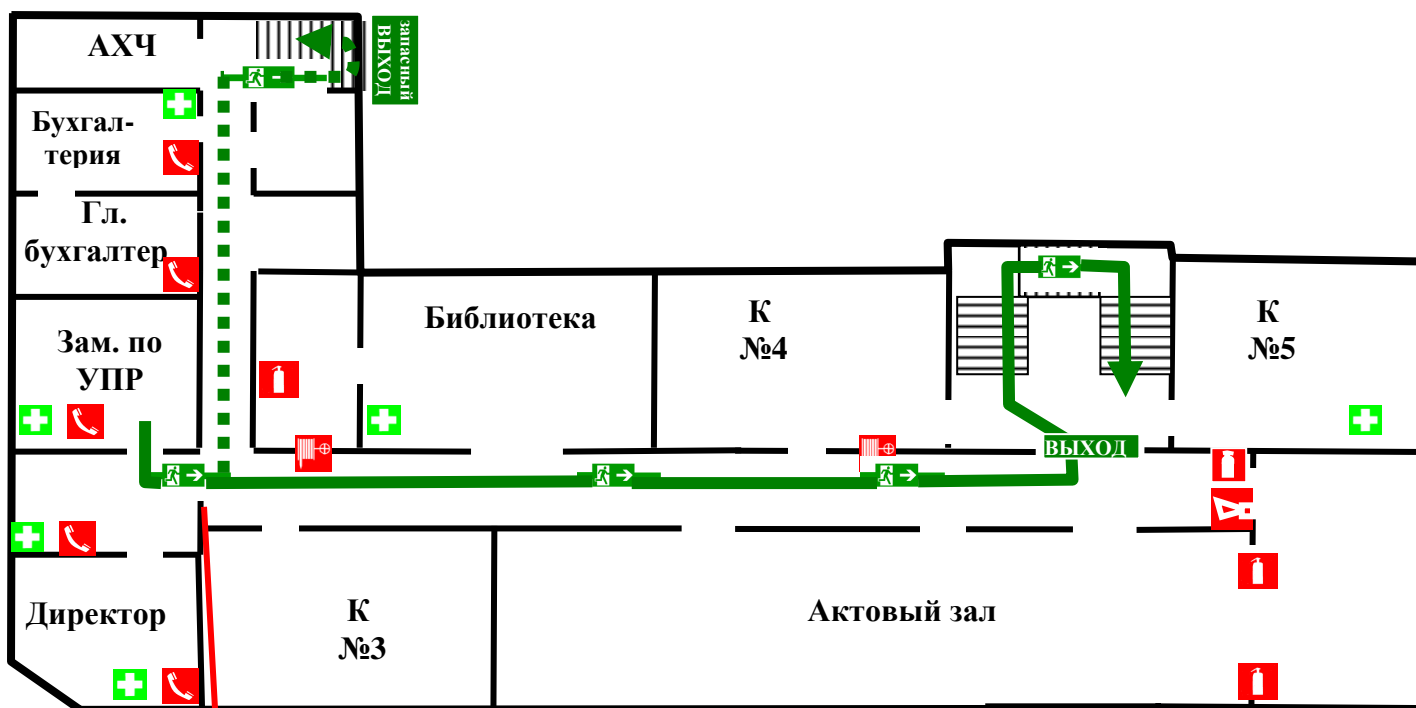 АХЧ
запасный
ВЫХОД
Бухгал-
терия
Гл.
бухгалтер
Зам. по
УПР
Библиотека
К
№4
К
№5
ВЫХОД
Директор
К
№3
Актовый зал